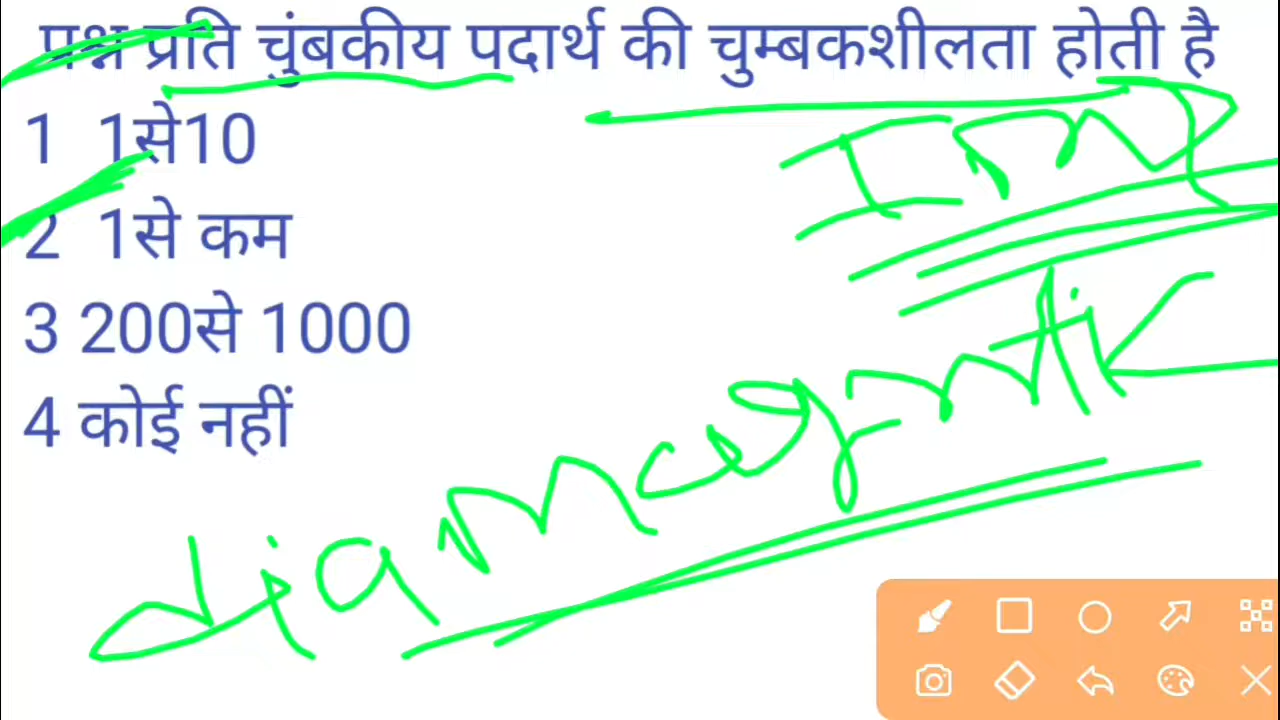 प्रश्न प्रति चुंबकीय पदार्थ की चुम्बकशीलता होती है
1 1से10
Imp
2 1से कम
3 200से 1000
4 कोई नहीं
diamagnetic